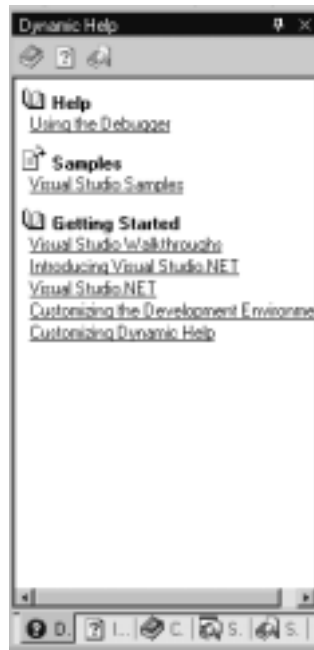 Dynamic Help
Help
Using the Debugger
Samples
Visual Studio Samples
Getting Started
Visual Studio Walkthroughs
Introducing Visual Studio.NET
Visual Studio.NET
Customizing the Development Environme
Customizing Dynamic Help
D. I... C. S. S.